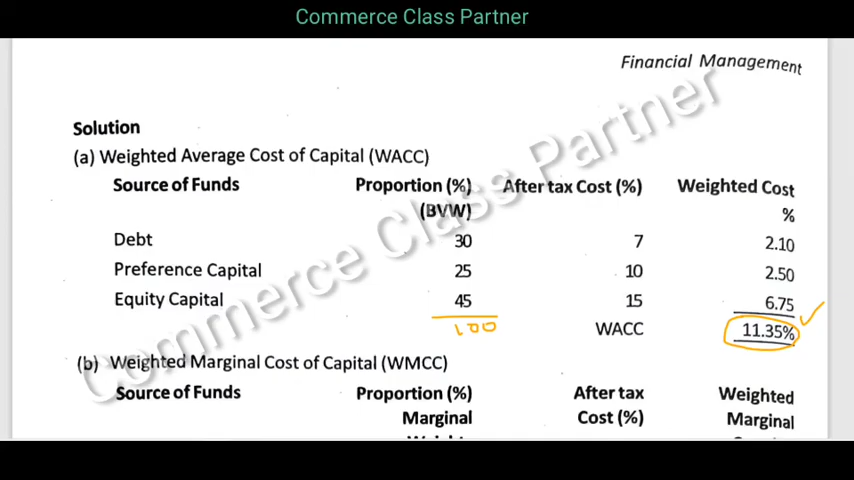 Commerce Class Partner
Financial Management
Solution
(a) Weighted Average Cost of Capital (WACC)
Source of Funds Proportion (%) After tax Cost (%) Weighted Cost
(BVW) %
Debt 30 7 2.10
Preference Capital 25 10 2.50
Equity Capital 45 15 6.75
100 WACC 11.35%
(b) Weighted Marginal Cost of Capital (WMCC)
Source of Funds Proportion (%) After tax Weighted
Marginal Cost (%) Marginal
Commerce Class Partner